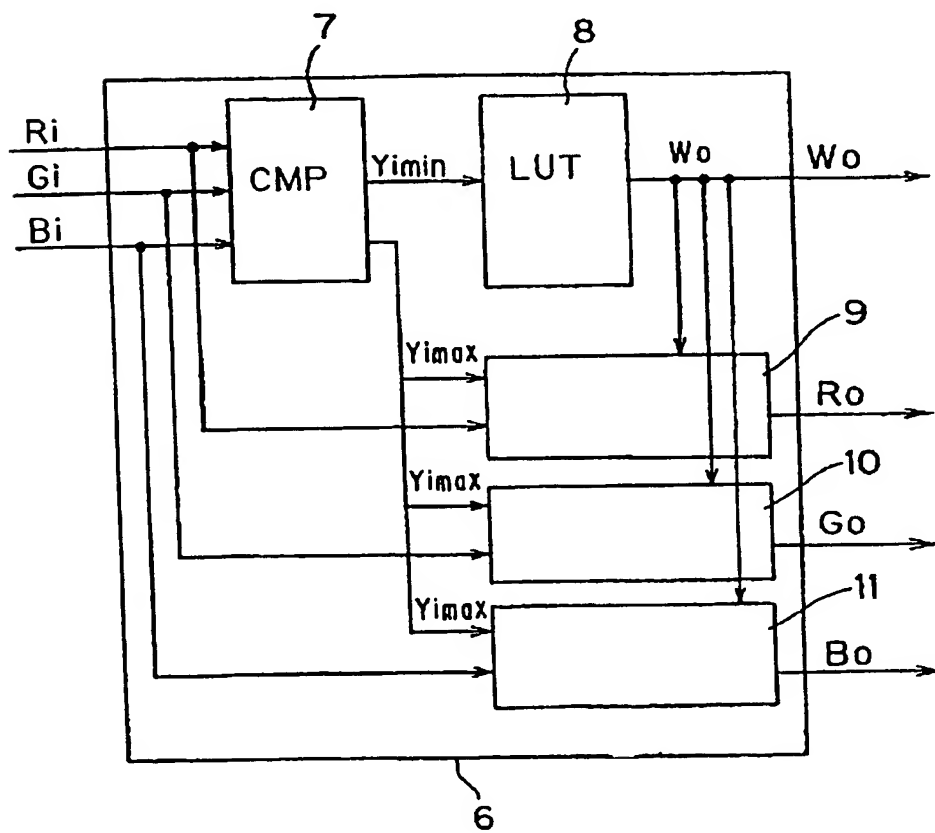 7
8
Ri
Gi
Bi
CMP
Yimin
LUT
Wo
Wo
9
Yimax
Ro
10
Yimax
Go
11
Yimax
Bo
6